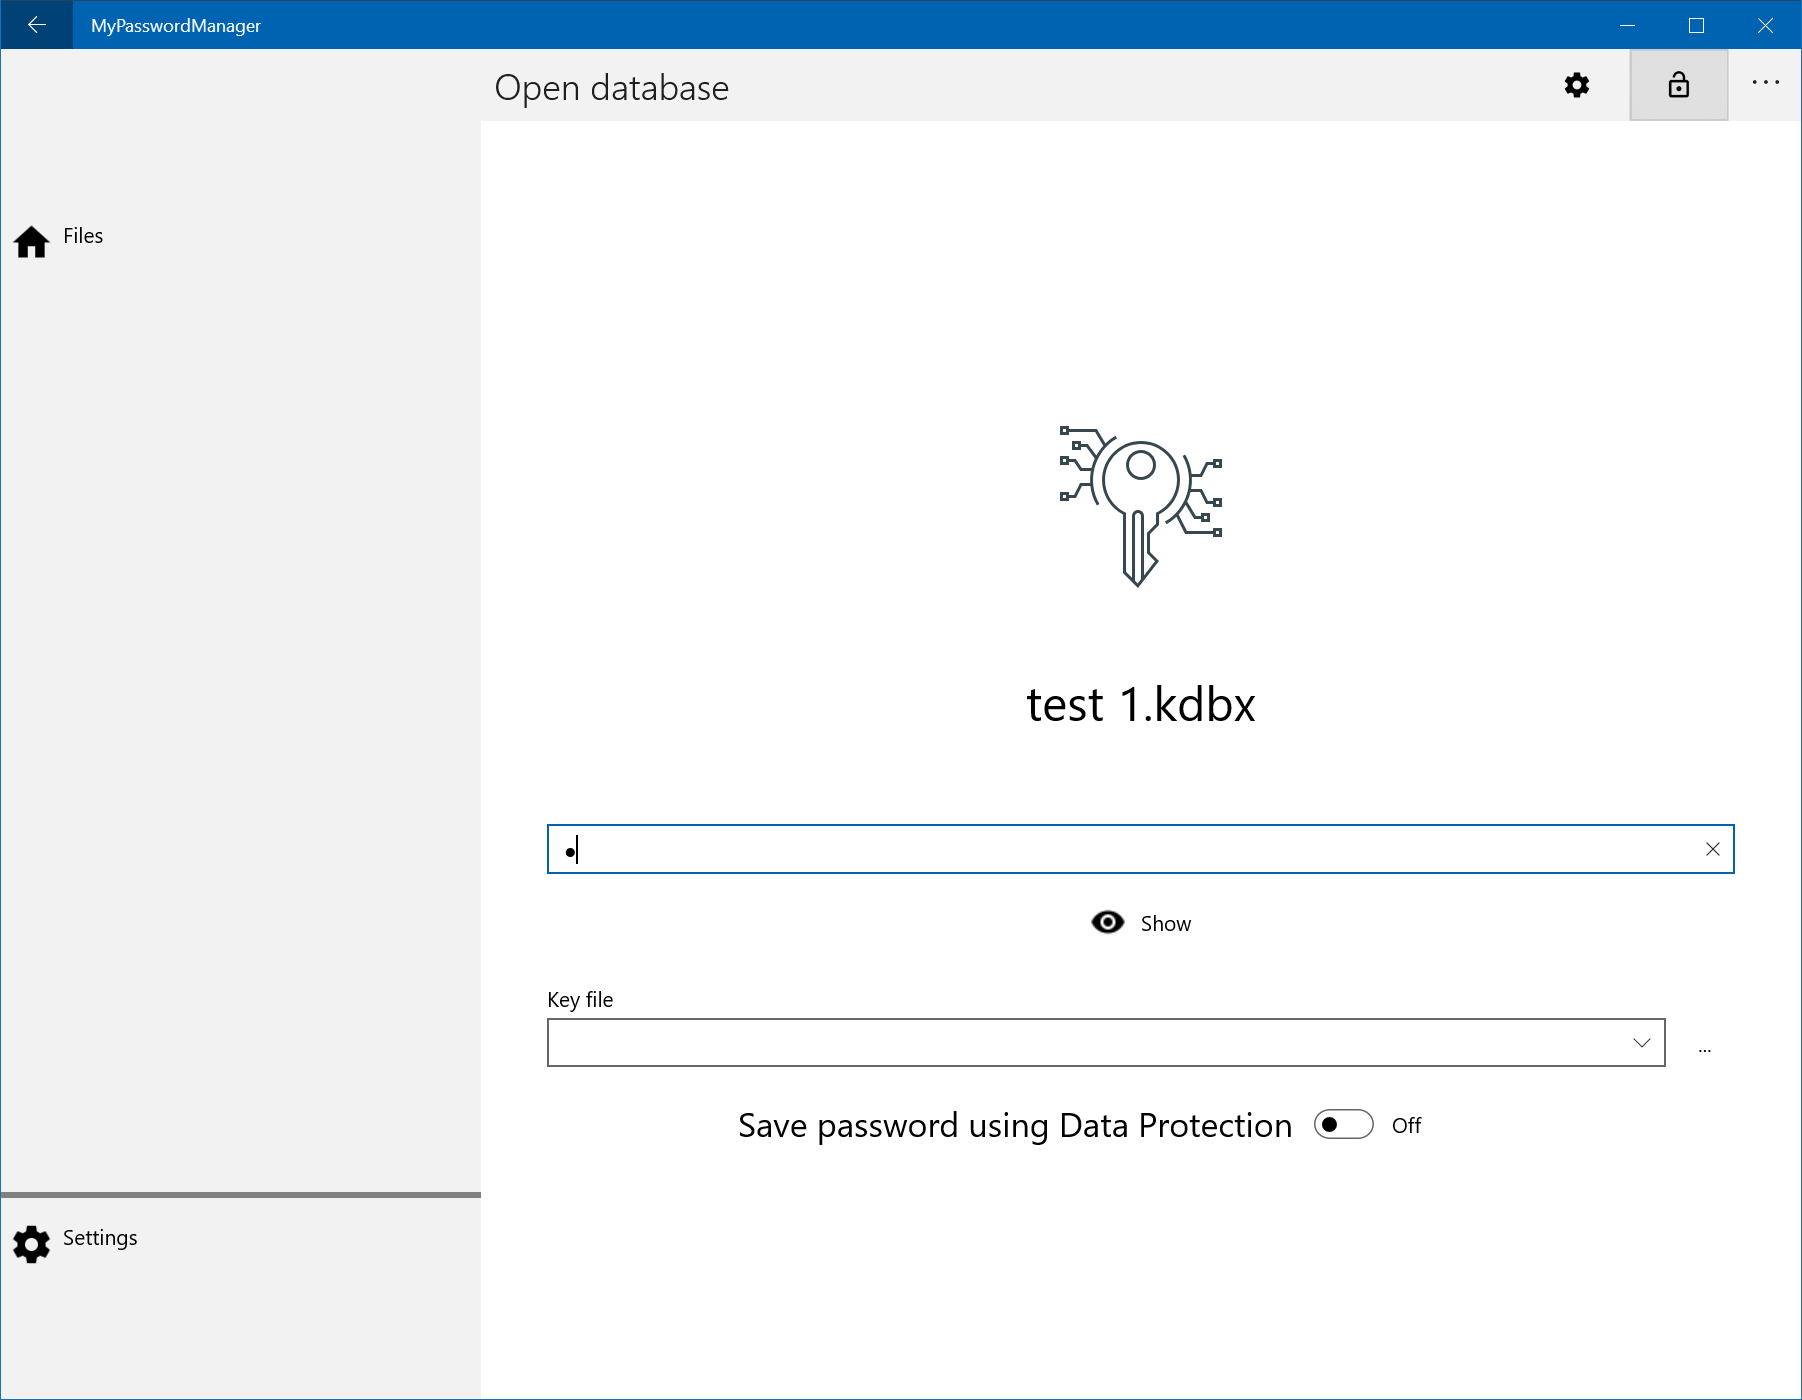 MyPasswordManager
Open database
...
Files
test 1.kdbx
●
Show
Key file
...
Save password using Data Protection Off
Settings